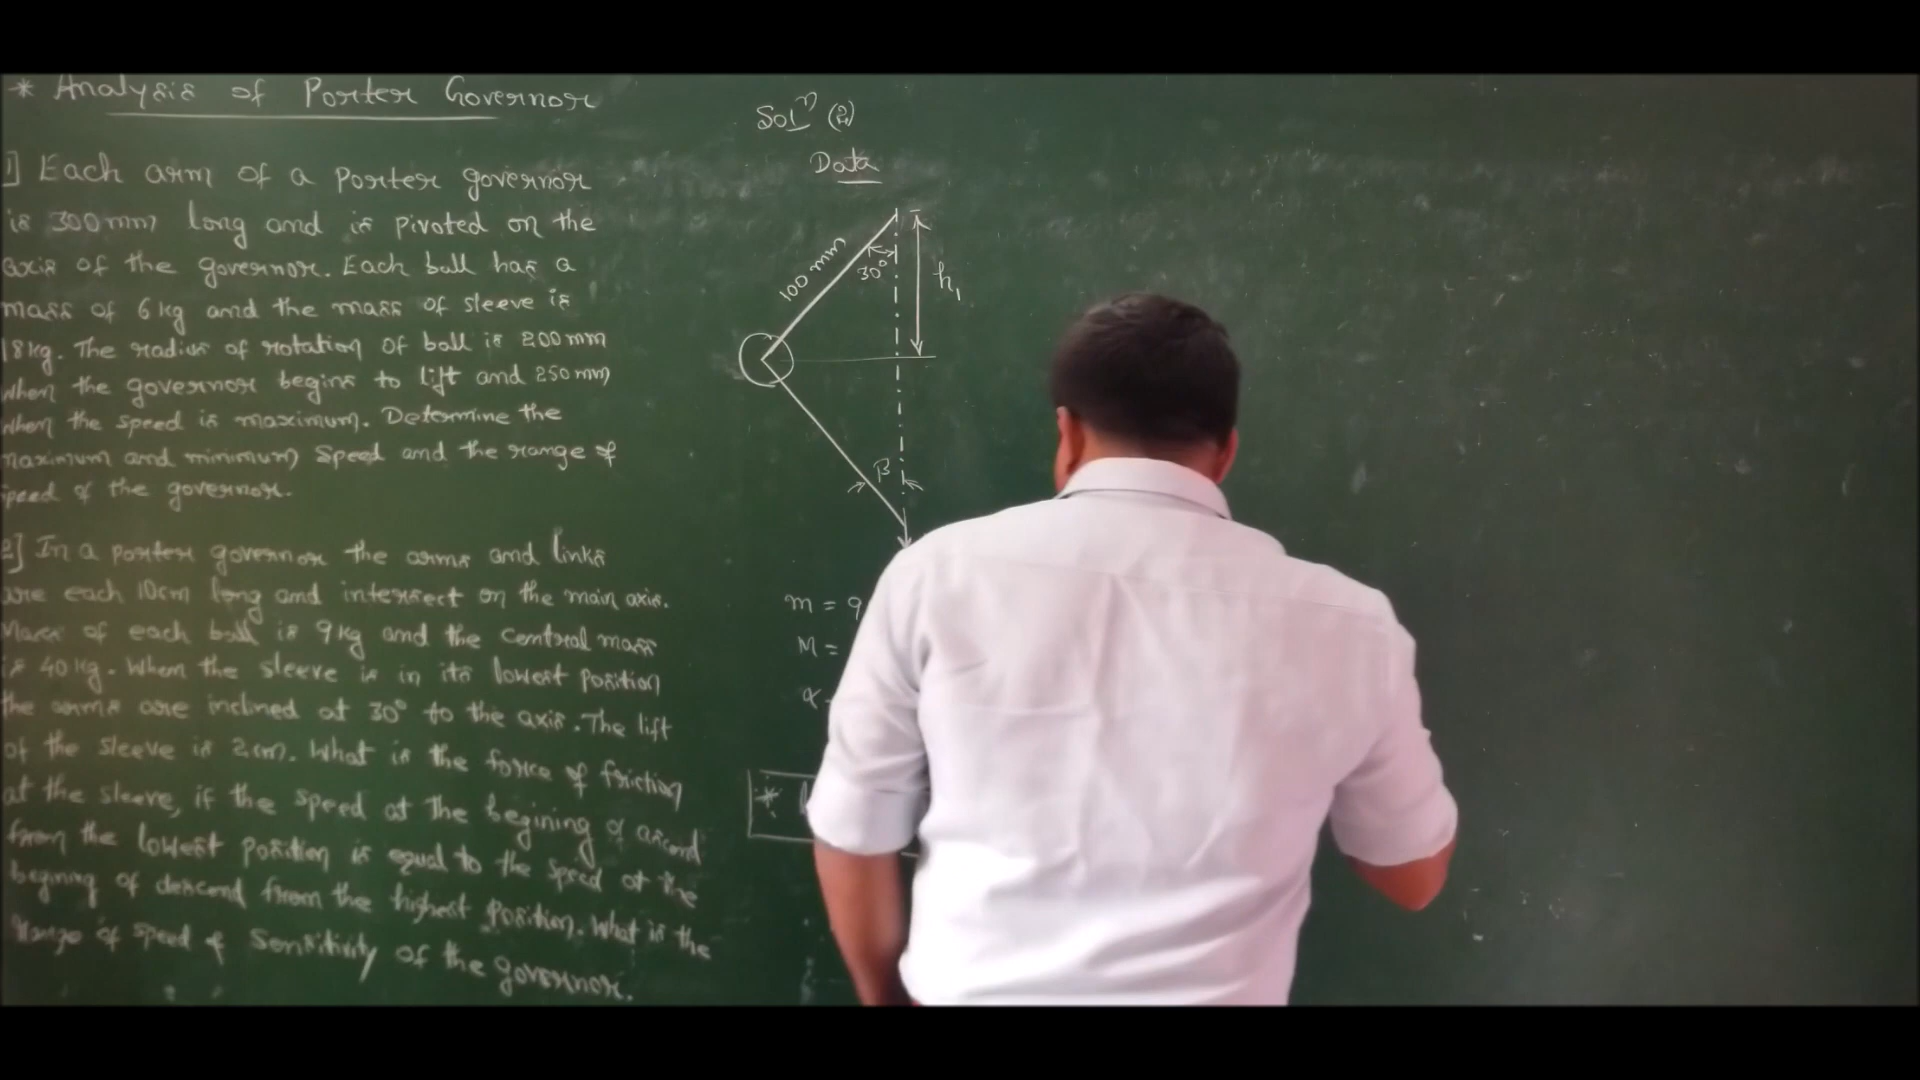 * Analysis of Porter Governor
1] Each arm of a porter governor
is 300mm long and is pivoted on the
axis of the governor. Each ball has a
mass of 6kg and the mass of sleeve is
18kg. The radius of rotation of ball is 200mm
when the governor begins to lift and 250mm
when the speed is maximum. Determine the
maximum and minimum speed and the range of
speed of the governor.
2] In a porter governor the arms and links
are each 10cm long and intersect on the main axis.
Mass of each ball is 9kg and the central mass
is 40kg. When the sleeve is in its lowest position
the arms are inclined at 30° to the axis. The lift
of the sleeve is 2cm. What is the force of friction
at the sleeve, if the speed at the begining of ascend
from the lowest position is equal to the speed at the
begining of descend from the highest position. What is the
range of speed & Sensitivity of the governor.
Solⁿ (2)
Data
100 mm
30°
h₁
β
m = 9
M =
α
*